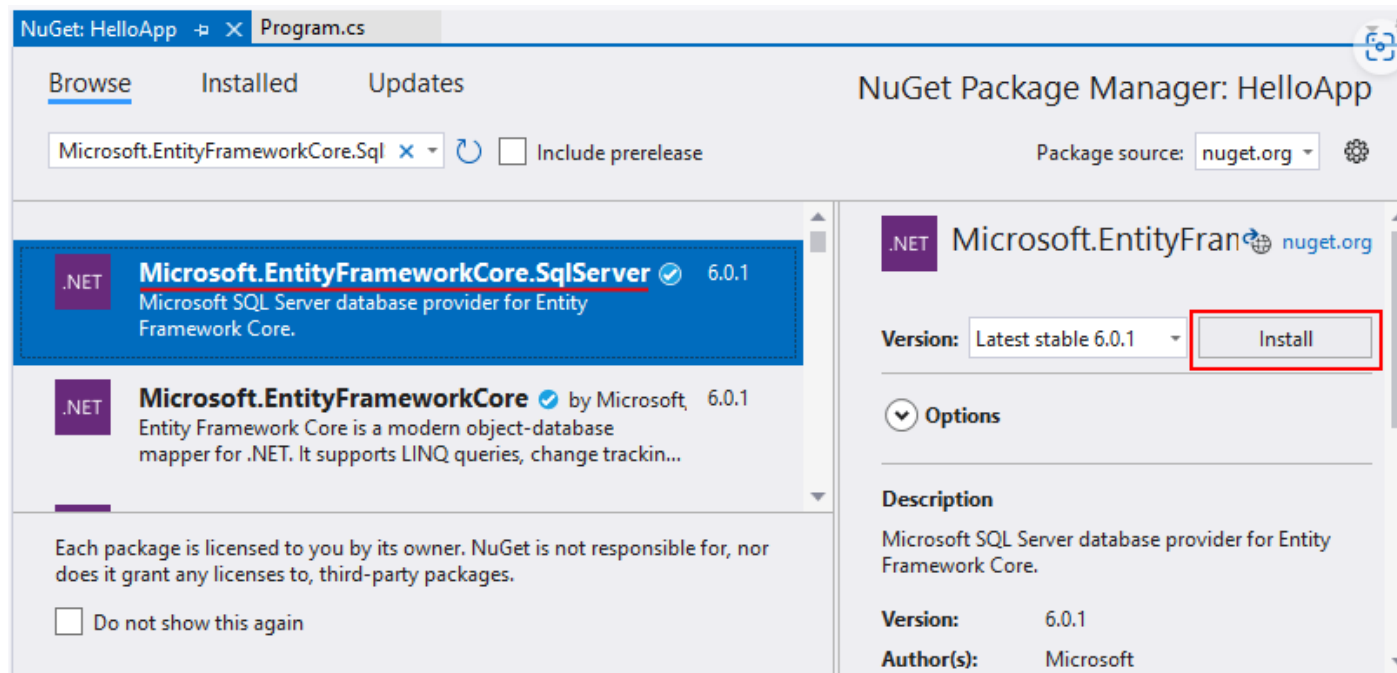 NuGet: HelloApp
Program.cs
Browse
Installed
Updates
NuGet Package Manager: HelloApp
Microsoft.EntityFrameworkCore.Sql
Include prerelease
Package source: nuget.org
.NET
Microsoft.EntityFrameworkCore.SqlServer 6.0.1
Microsoft SQL Server database provider for Entity
Framework Core.
.NET
Microsoft.EntityFrameworkCore by Microsoft, 6.0.1
Entity Framework Core is a modern object-database
mapper for .NET. It supports LINQ queries, change trackin...
Each package is licensed to you by its owner. NuGet is not responsible for, nor
does it grant any licenses to, third-party packages.
Do not show this again
.NET
Microsoft.EntityFran nuget.org
Version: Latest stable 6.0.1
Install
Options
Description
Microsoft SQL Server database provider for Entity
Framework Core.
Version: 6.0.1
Author(s): Microsoft